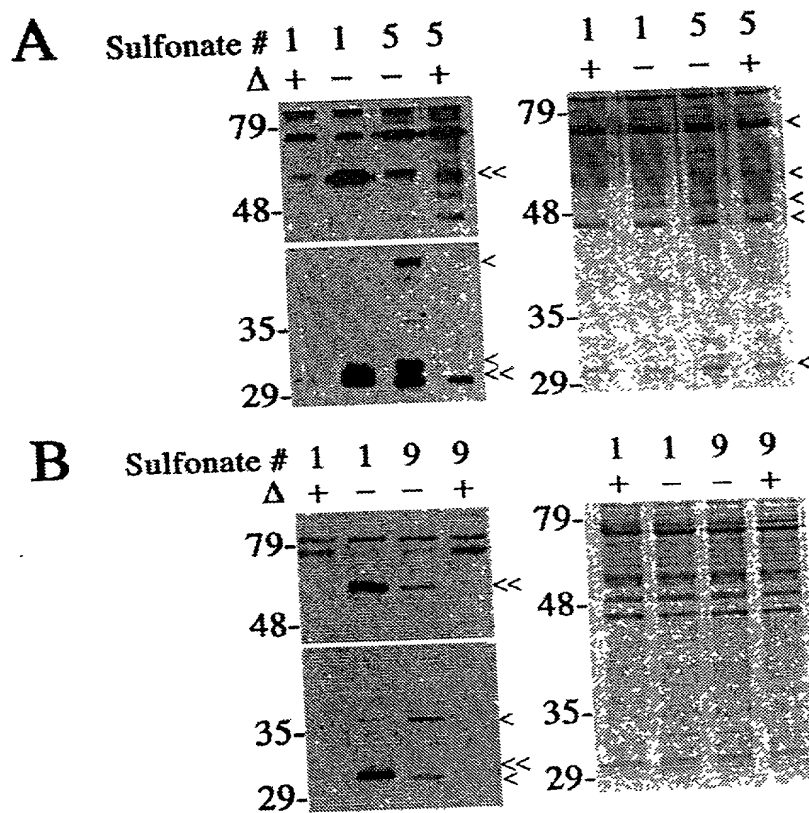 A Sulfonate # 1 1 5 5 1 1 5 5
Δ + − − + + − − +
79- 79- <
<< <
<
48- 48- <
<
35- 35-
<
<< <
29- 29-
B Sulfonate # 1 1 9 9 1 1 9 9
Δ + − − + + − − +
79- 79-
<<
48- 48-
<
35- 35-
<<
<
29- 29-